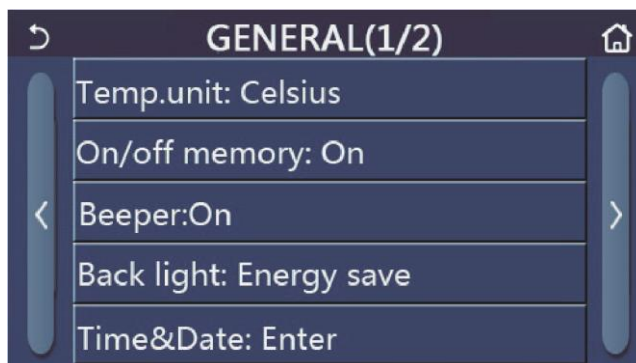 GENERAL(1/2)
Temp.unit: Celsius
On/off memory: On
Beeper:On
Back light: Energy save
Time&Date: Enter